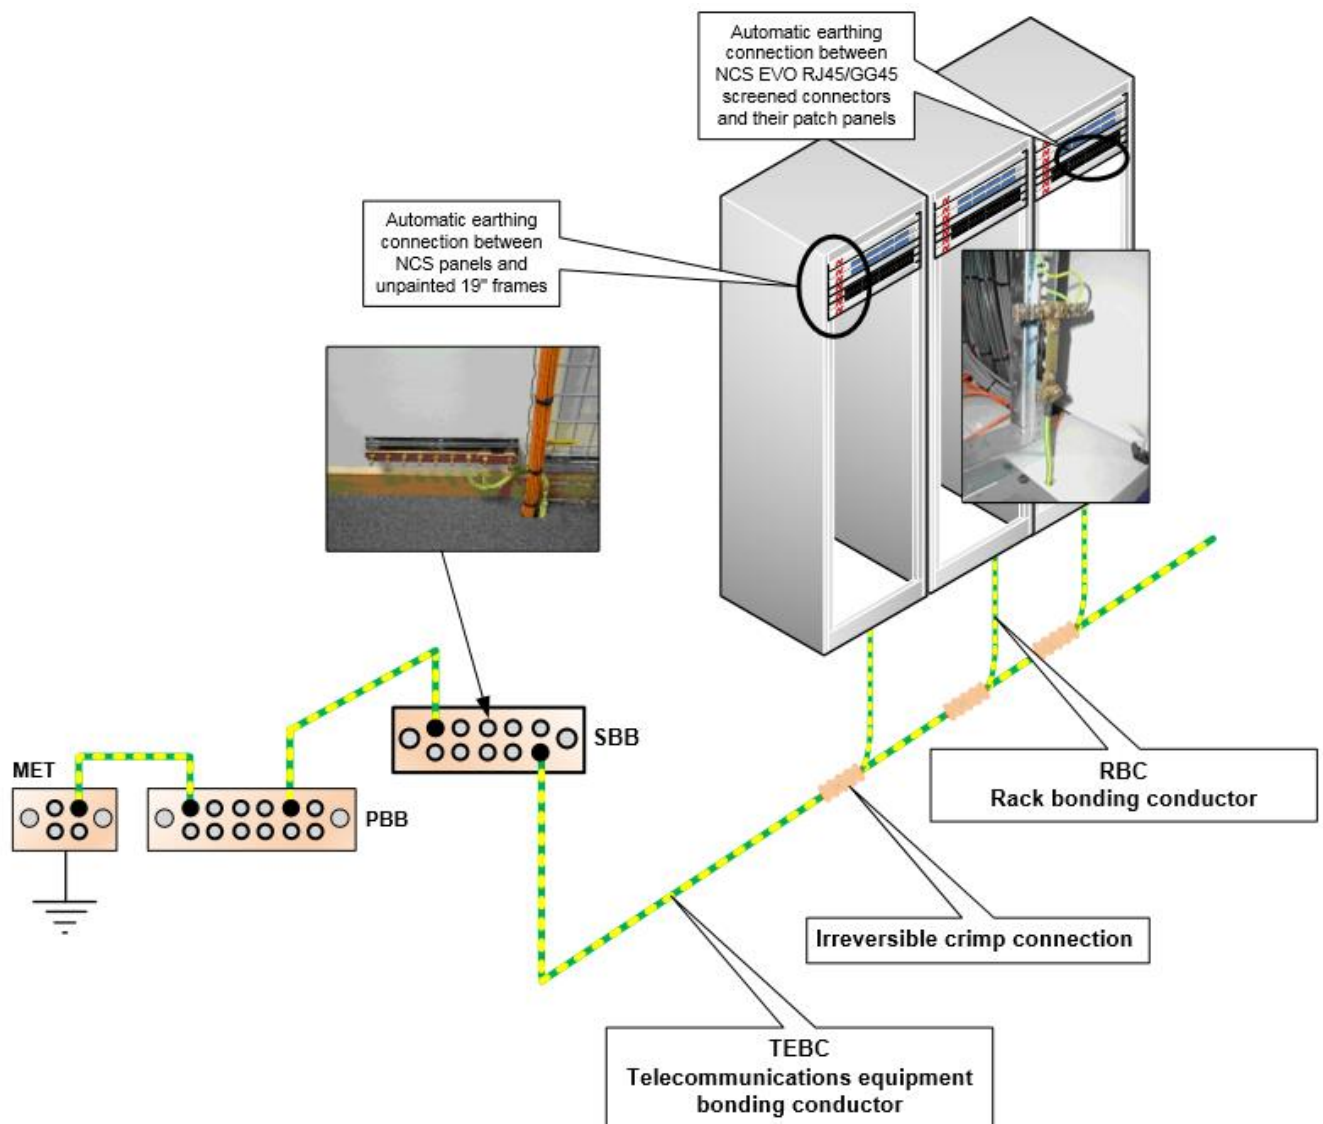 Automatic earthing
connection between
NCS EVO RJ45/GG45
screened connectors
and their patch panels
Automatic earthing
connection between
NCS panels and
unpainted 19" frames
SBB
MET
PBB
RBC
Rack bonding conductor
Irreversible crimp connection
TEBC
Telecommunications equipment
bonding conductor